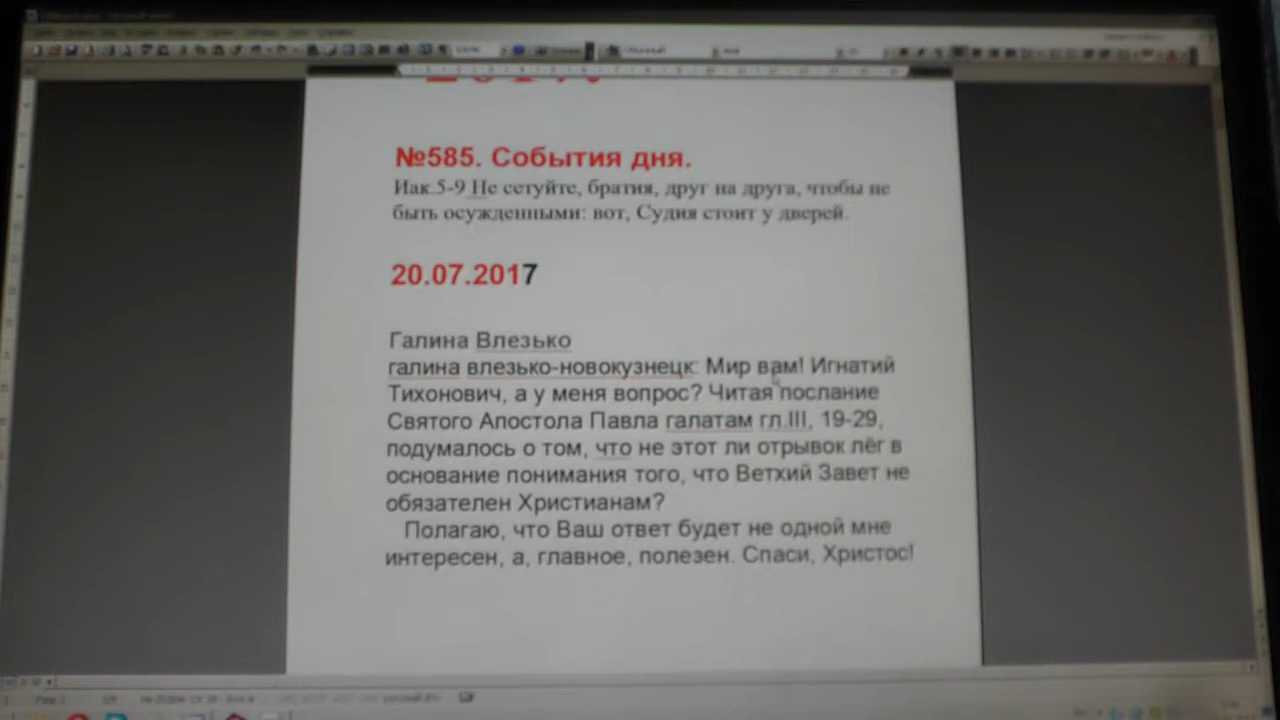 №585. События дня.
Иак.5-9 Не сетуйте, братия, друг на друга, чтобы не
быть осужденными: вот, Судия стоит у дверей.
20.07.2017
Галина Влезько
галина влезько-новокузнецк: Мир вам! Игнатий
Тихонович, а у меня вопрос? Читая послание
Святого Апостола Павла галатам гл.III, 19-29,
подумалось о том, что не этот ли отрывок лёг в
основание понимания того, что Ветхий Завет не
обязателен Христианам?
Полагаю, что Ваш ответ будет не одной мне
интересен, а, главное, полезен. Спаси, Христос!